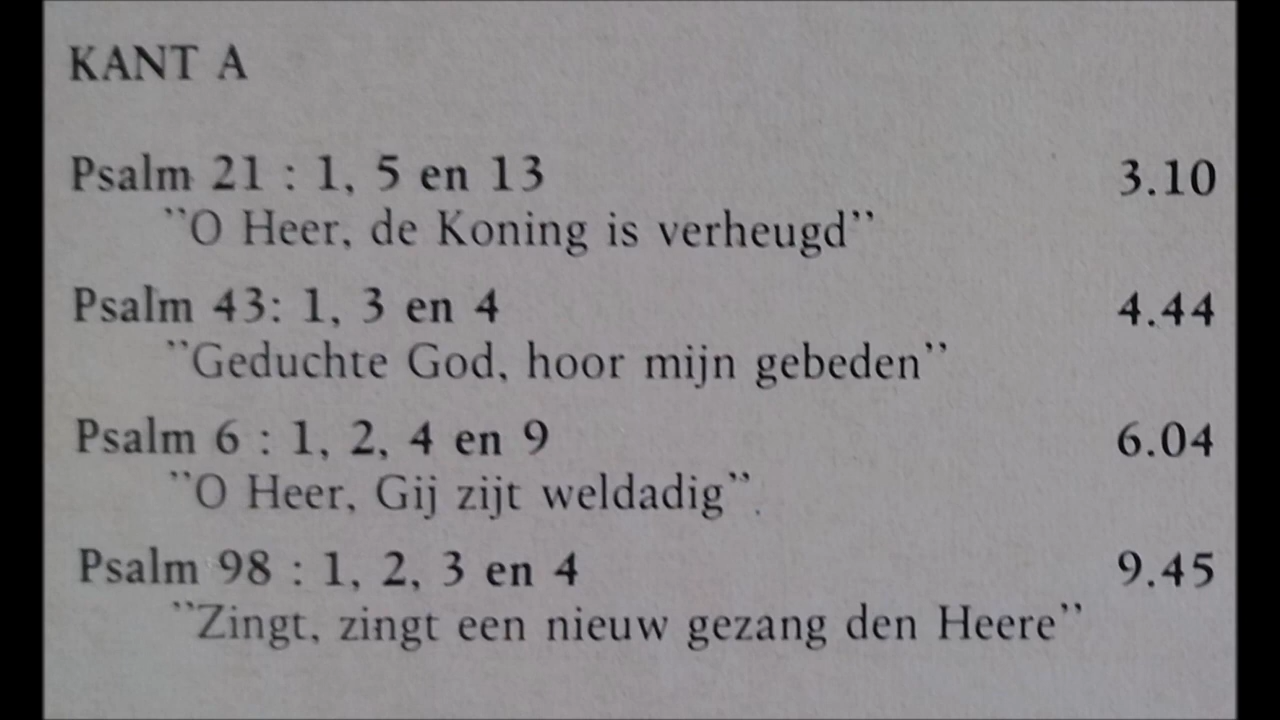 KANT A
Psalm 21 : 1, 5 en 13 3.10
"O Heer, de Koning is verheugd"
Psalm 43: 1, 3 en 4 4.44
"Geduchte God, hoor mijn gebeden"
Psalm 6 : 1, 2, 4 en 9 6.04
"O Heer, Gij zijt weldadig".
Psalm 98 : 1, 2, 3 en 4 9.45
"Zingt, zingt een nieuw gezang den Heere"